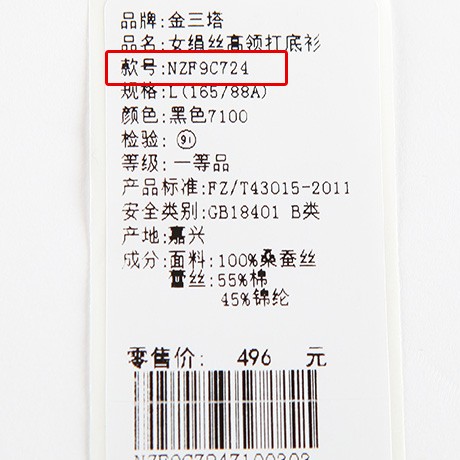 品牌:金三塔
品名:女绢丝高领打底衫
款号:NZF9C724
规格:L(165/88A)
颜色:黑色7100
检验: 91
等级: 一等品
产品标准:FZ/T43015-2011
安全类别:GB18401 B类
产地:嘉兴
成分:面料:100%桑蚕丝
蕾丝:55%棉
45%锦纶
零售价: 496 元